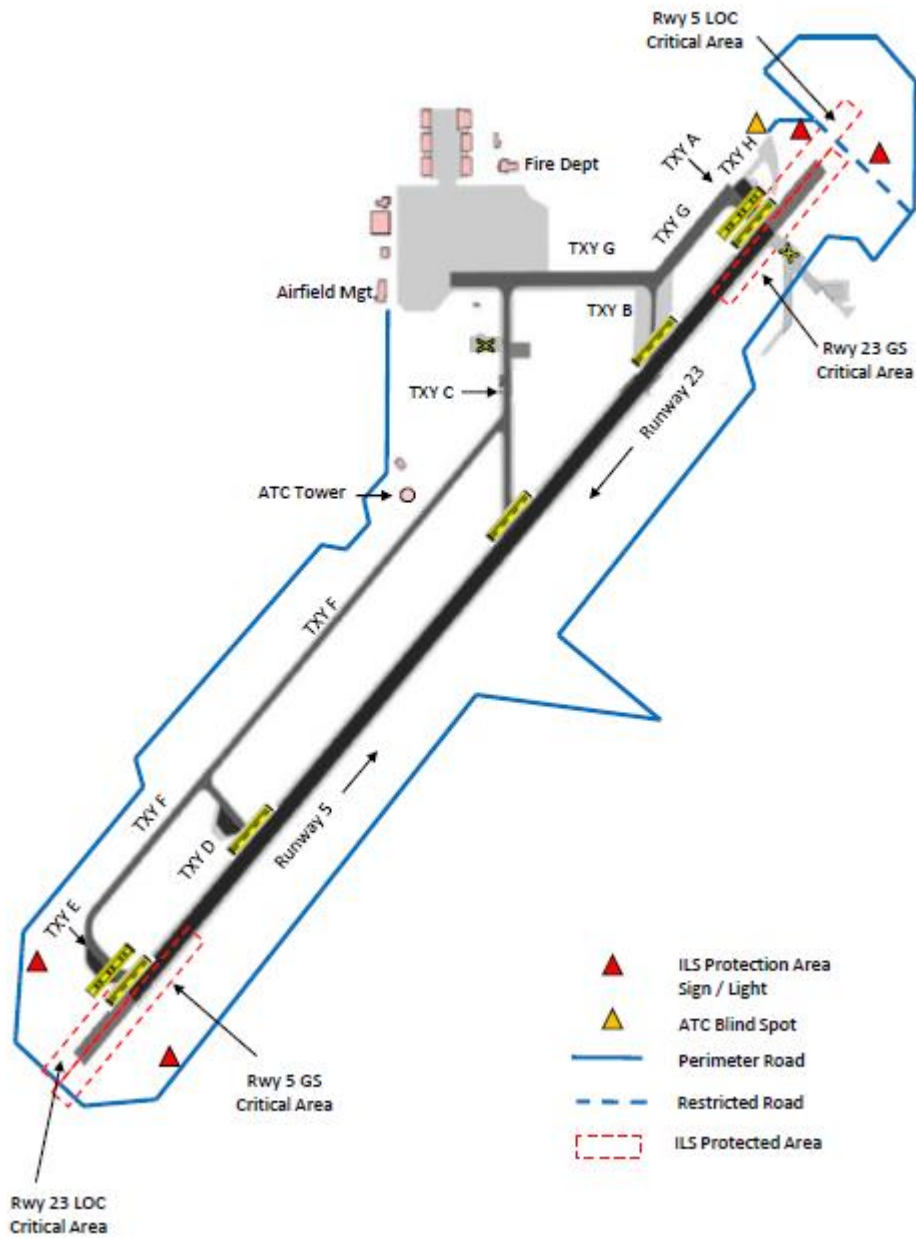 Rwy 5 LOC
Critical Area
TXY A
TXY H
Fire Dept
TXY G
TXY G
Airfield Mgt.
TXY B
Rwy 23 GS
Critical Area
TXY C
Runway 23
ATC Tower
TXY F
Runway 5
TXY F
TXY D
TXY E
ILS Protection Area
Sign / Light
ATC Blind Spot
Perimeter Road
Rwy 5 GS
Critical Area
Restricted Road
ILS Protected Area
Rwy 23 LOC
Critical Area